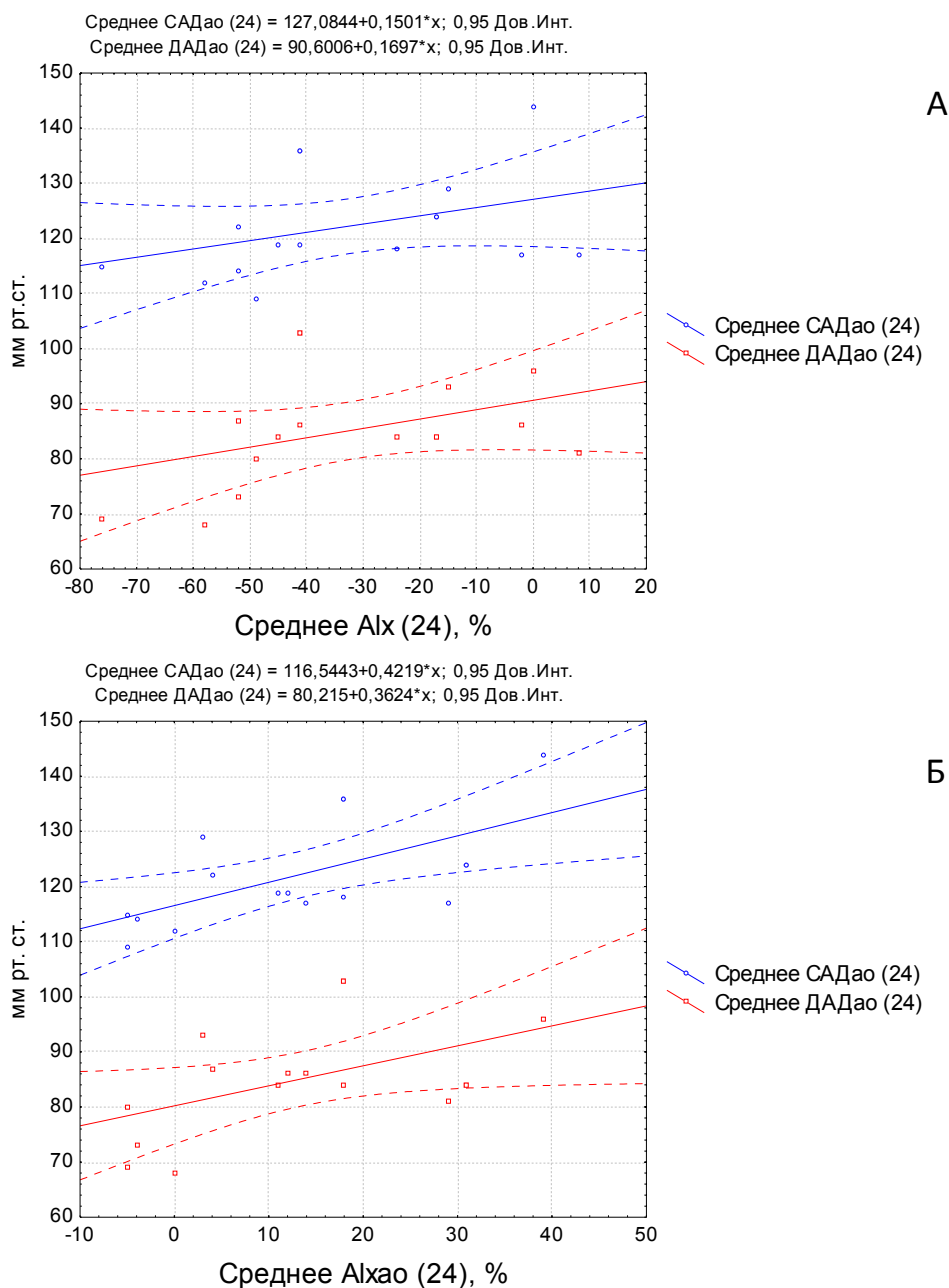 Среднее САДао (24) = 127,0844+0,1501*x; 0,95 Дов.Инт.
Среднее ДАДао (24) = 90,6006+0,1697*x; 0,95 Дов.Инт.
А
150
140
130
120
110
100
90
80
70
60
мм рт.ст.
-80 -70 -60 -50 -40 -30 -20 -10 0 10 20
Среднее AIx (24), %
Среднее САДао (24)
Среднее ДАДао (24)
Среднее САДао (24) = 116,5443+0,4219*x; 0,95 Дов.Инт.
Среднее ДАДао (24) = 80,215+0,3624*x; 0,95 Дов.Инт.
Б
150
140
130
120
110
100
90
80
70
60
мм рт. ст.
-10 0 10 20 30 40 50
Среднее AIxao (24), %
Среднее САДао (24)
Среднее ДАДао (24)